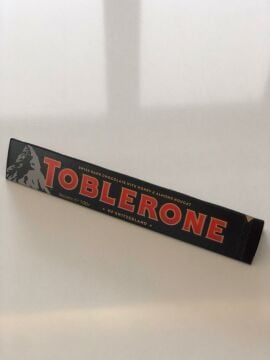 SWISS DARK CHOCOLATE WITH HONEY & ALMOND NOUGAT
TOBLERONE
OF SWITZERLAND